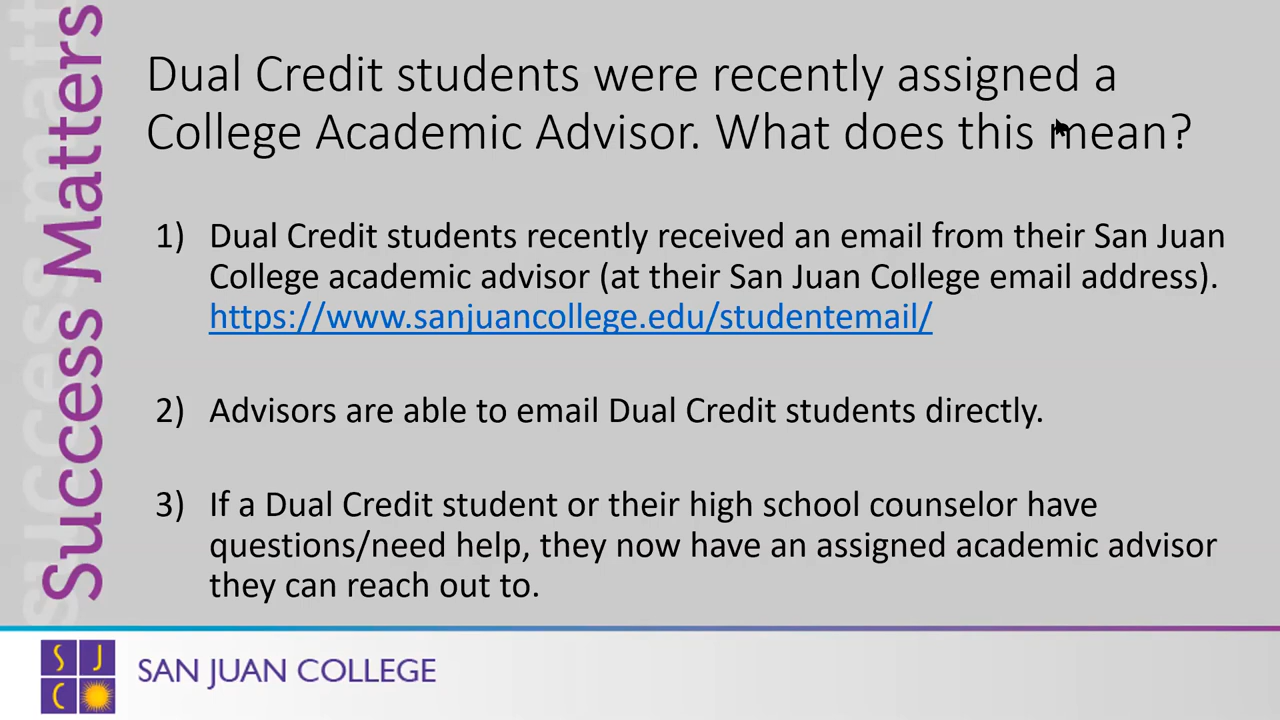 Success Matters
success matt
Dual Credit students were recently assigned a
College Academic Advisor. What does this mean?
1) Dual Credit students recently received an email from their San Juan
College academic advisor (at their San Juan College email address).
https://www.sanjuancollege.edu/studentemail/
2) Advisors are able to email Dual Credit students directly.
3) If a Dual Credit student or their high school counselor have
questions/need help, they now have an assigned academic advisor
they can reach out to.
SJ
C
SAN JUAN COLLEGE